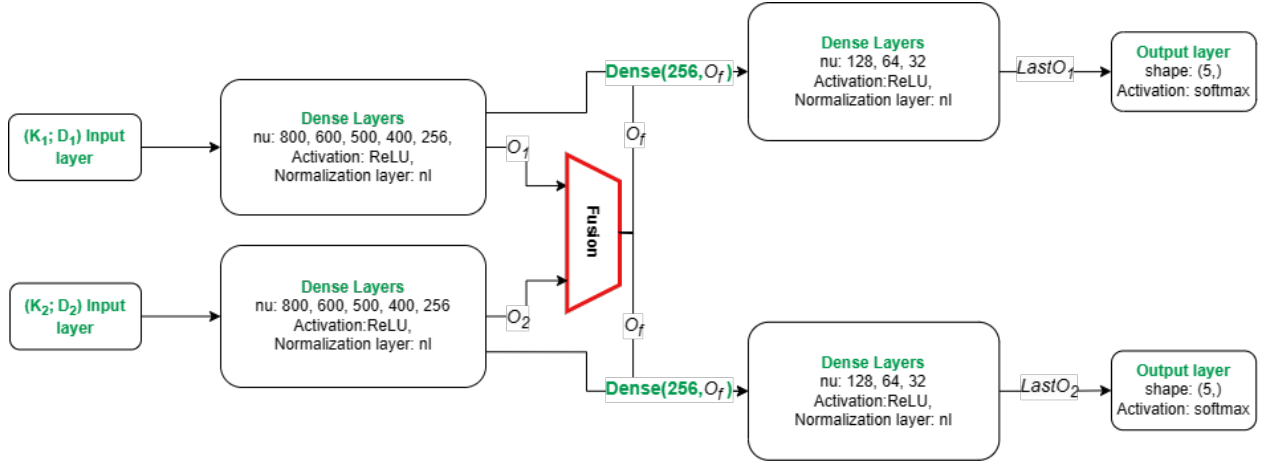 (K₁; D₁) Input
layer
Dense Layers
nu: 800, 600, 500, 400, 256,
Activation: ReLU,
Normalization layer: nl
O₁
(K₂; D₂) Input
layer
Dense Layers
nu: 800, 600, 500, 400, 256
Activation:ReLU,
Normalization layer: nl
O₂
Fusion
Dense(256,O_f)
O_f
O_f
Dense(256,O_f)
Dense Layers
nu: 128, 64, 32
Activation:ReLU,
Normalization layer: nl
LastO₁
Output layer
shape: (5,)
Activation: softmax
Dense Layers
nu: 128, 64, 32
Activation:ReLU,
Normalization layer: nl
LastO₂
Output layer
shape: (5,)
Activation: softmax